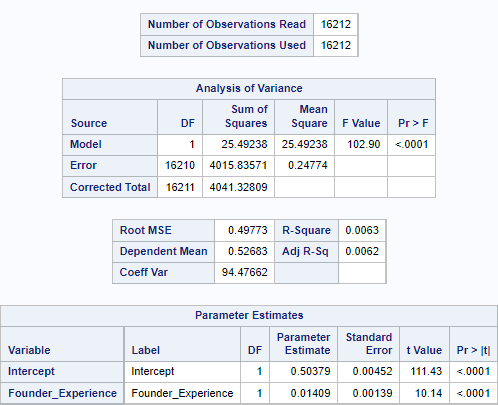 Number of Observations Read 16212
Number of Observations Used 16212
Analysis of Variance
Source DF Sum of Squares Mean Square F Value Pr > F
Model 1 25.49238 25.49238 102.90 <.0001
Error 16210 4015.83571 0.24774
Corrected Total 16211 4041.32809
Root MSE 0.49773 R-Square 0.0063
Dependent Mean 0.52683 Adj R-Sq 0.0062
Coeff Var 94.47662
Parameter Estimates
Variable Label DF Parameter Estimate Standard Error t Value Pr > |t|
Intercept Intercept 1 0.50379 0.00452 111.43 <.0001
Founder_Experience Founder_Experience 1 0.01409 0.00139 10.14 <.0001